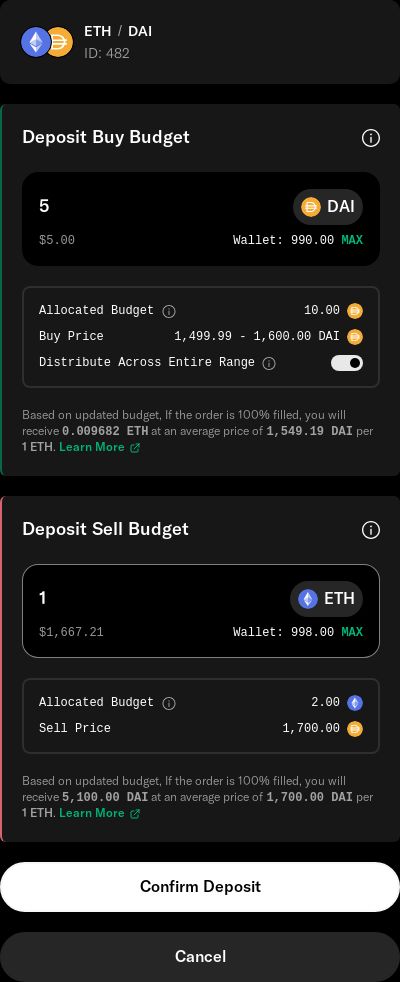 ETH / DAI
ID: 482
Deposit Buy Budget
5 DAI
$5.00 Wallet: 990.00 MAX
Allocated Budget 10.00
Buy Price 1,499.99 - 1,600.00 DAI
Distribute Across Entire Range
Based on updated budget, If the order is 100% filled, you will
receive 0.009682 ETH at an average price of 1,549.19 DAI per
1 ETH. Learn More
Deposit Sell Budget
1 ETH
$1,667.21 Wallet: 998.00 MAX
Allocated Budget 2.00
Sell Price 1,700.00
Based on updated budget, If the order is 100% filled, you will
receive 5,100.00 DAI at an average price of 1,700.00 DAI per
1 ETH. Learn More
Confirm Deposit
Cancel